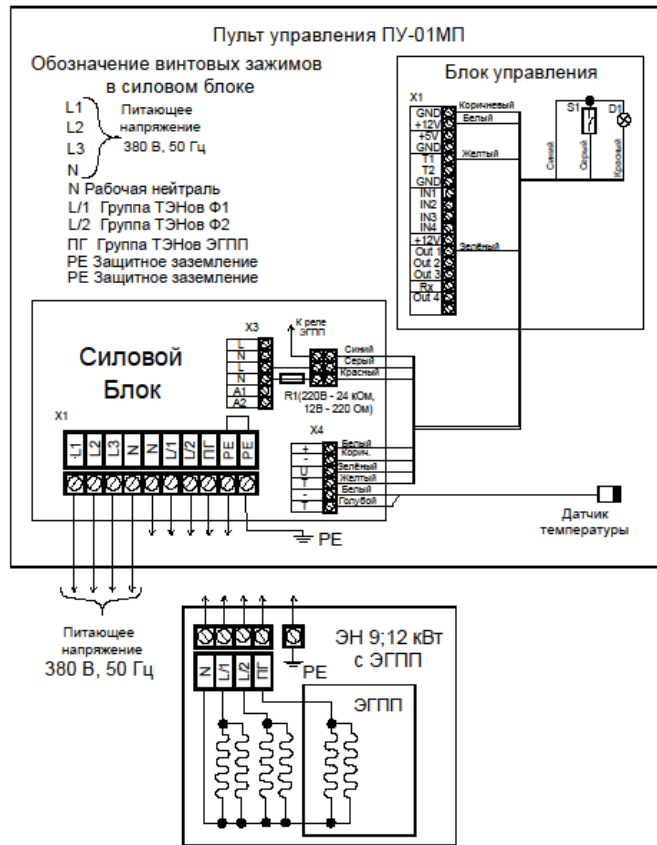 Пульт управления ПУ-01МП
Обозначение винтовых зажимов
в силовом блоке
L1
L2
L3
N
Питающее
напряжение
380 В, 50 Гц
N Рабочая нейтраль
L/1 Группа ТЭНов Ф1
L/2 Группа ТЭНов Ф2
ПГ Группа ТЭНов ЭГПП
PE Защитное заземление
PE Защитное заземление
Блок управления
X1
GND
+12V
+5V
GND
T1
T2
GND
IN1
IN2
IN3
IN4
+12V
Out 1
Out 2
Out 3
Rx
Out 4
Коричневый
Белый
Желтый
Зелёный
Синий
Серый
Красный
S1
D1
Силовой
Блок
X3
L
N
L
N
A1
A2
К реле
ЭГПП
Синий
Серый
Красный
R1(220В - 24 кОм,
12В - 220 Ом)
X1
L1
L2
L3
N
N
L/1
L/2
ПГ
PE
PE
X4
+
-
U
T
-
T
Белый
Корич.
Зелёный
Желтый
Белый
Голубой
Датчик
температуры
PE
Питающее
напряжение
380 В, 50 Гц
ЭН 9;12 кВт
с ЭГПП
N
L/1
L/2
ПГ
PE
ЭГПП